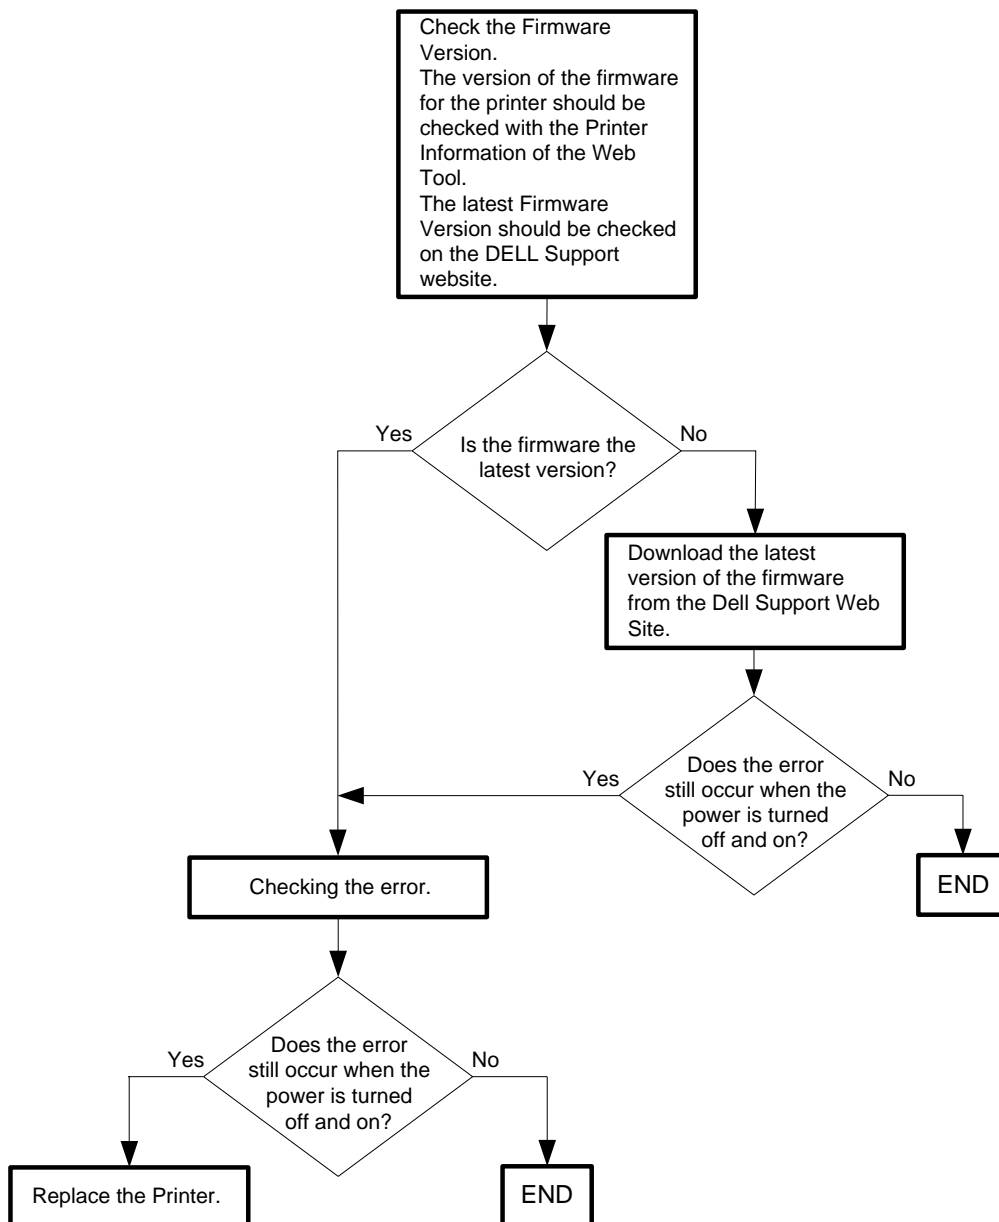 Check the Firmware
Version.
The version of the firmware
for the printer should be
checked with the Printer
Information of the Web
Tool.
The latest Firmware
Version should be checked
on the DELL Support
website.
Yes
No
Is the firmware the
latest version?
Download the latest
version of the firmware
from the Dell Support Web
Site.
Yes
No
Does the error
still occur when the
power is turned
off and on?
END
Checking the error.
Yes
No
Does the error
still occur when the
power is turned
off and on?
Replace the Printer.
END